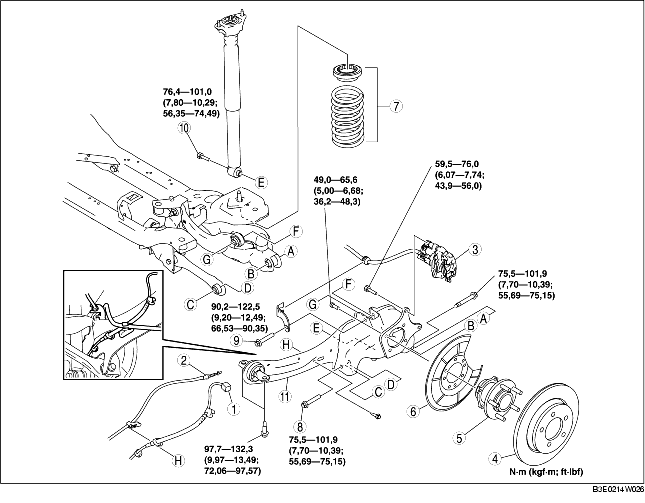 76,4—101,0
(7,80—10,29;
56,35—74,49)
10
E
7
49,0—65,6
(5,00—6,68;
36,2—48,3)
59,5—76,0
(6,07—7,74;
43,9—56,0)
F
A
G
B
D
C
3
75,5—101,9
(7,70—10,39;
55,69—75,15)
90,2—122,5
(9,20—12,49;
66,53—90,35)
9
F
G
E
H
B
A
D
C
2
1
11
8
6
5
4
H
97,7—132,3
(9,97—13,49;
72,06—97,57)
75,5—101,9
(7,70—10,39;
55,69—75,15)
N·m (kgf·m; ft·lbf)
B3E0214W026